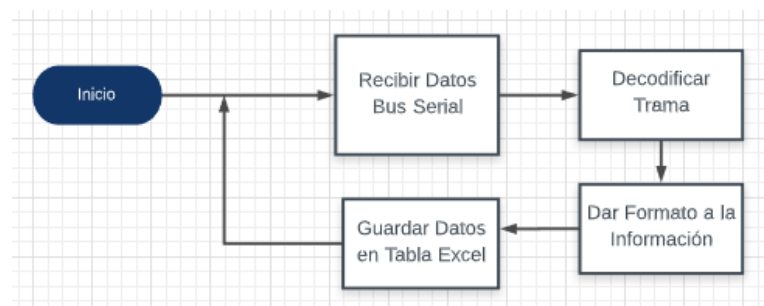 Inicio
Recibir Datos
Bus Serial
Decodificar
Trama
Dar Formato a la
Información
Guardar Datos
en Tabla Excel